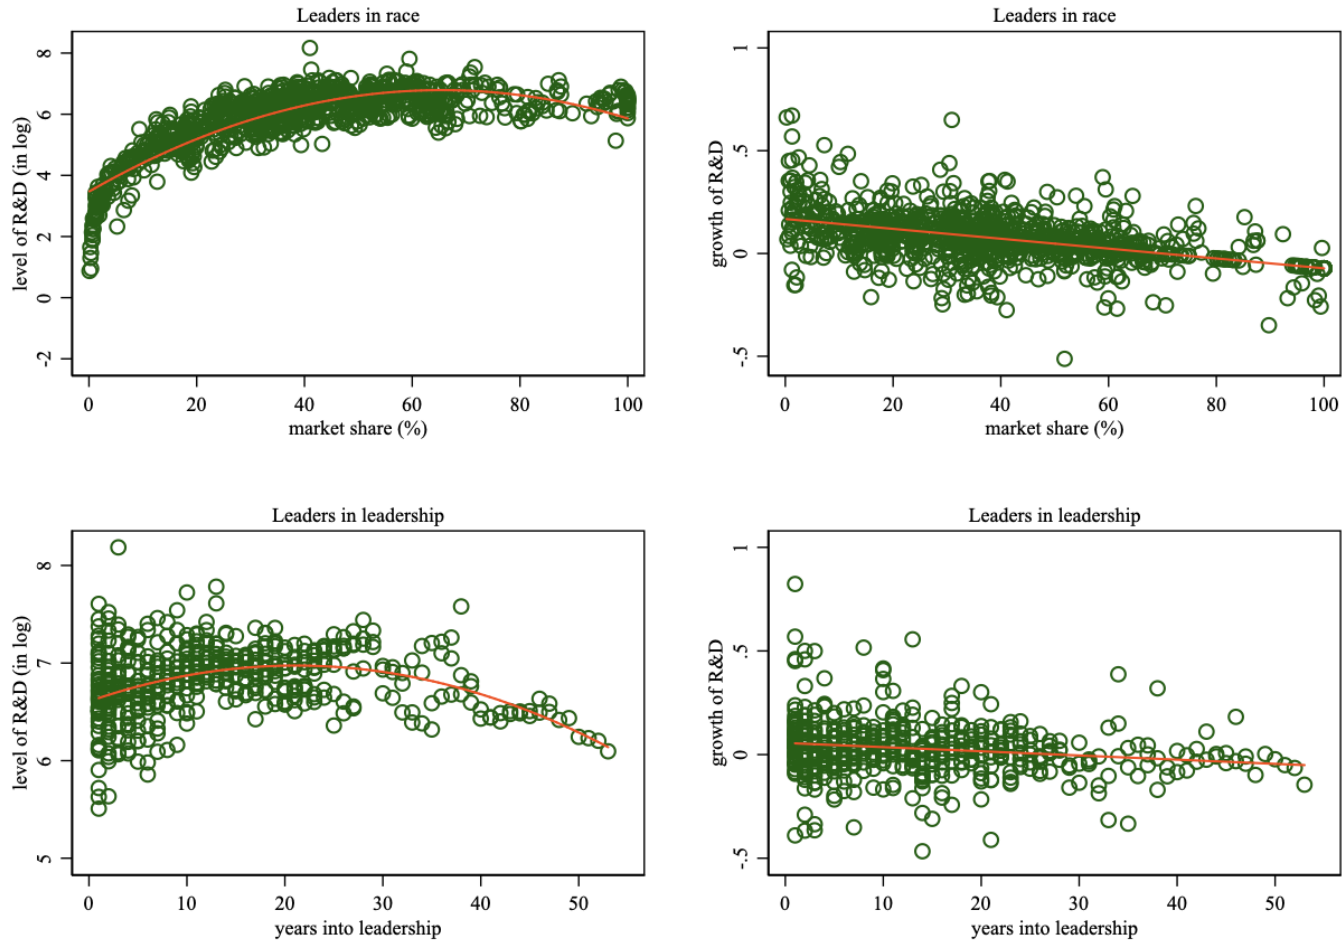 Leaders in race
level of R&D (in log)
8
6
4
2
0
-2
0 20 40 60 80 100
market share (%)
Leaders in race
growth of R&D
1
.5
0
-.5
0 20 40 60 80 100
market share (%)
Leaders in leadership
level of R&D (in log)
8
7
6
5
0 10 20 30 40 50
years into leadership
Leaders in leadership
growth of R&D
1
.5
0
-.5
0 10 20 30 40 50
years into leadership